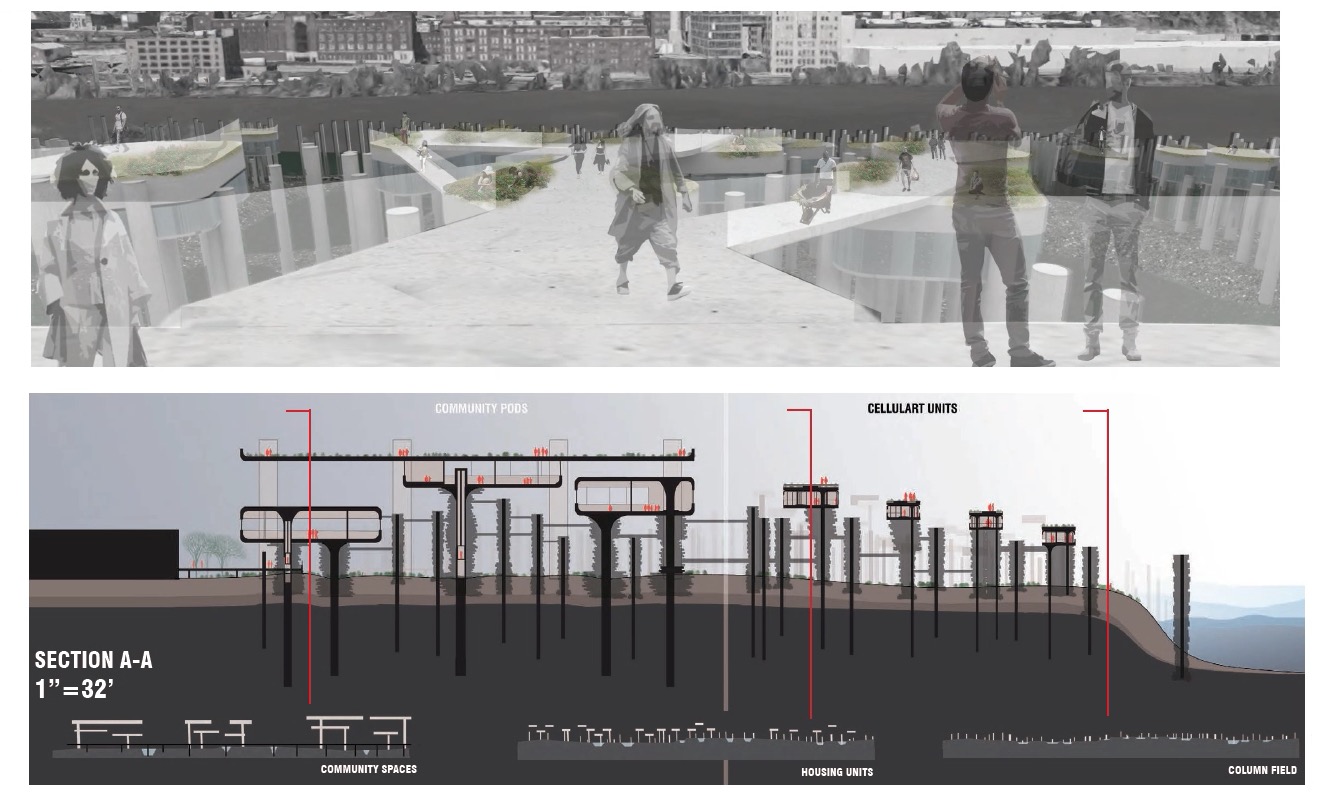 COMMUNITY PODS
CELLULART UNITS
SECTION A-A
1”=32’
COMMUNITY SPACES
HOUSING UNITS
COLUMN FIELD